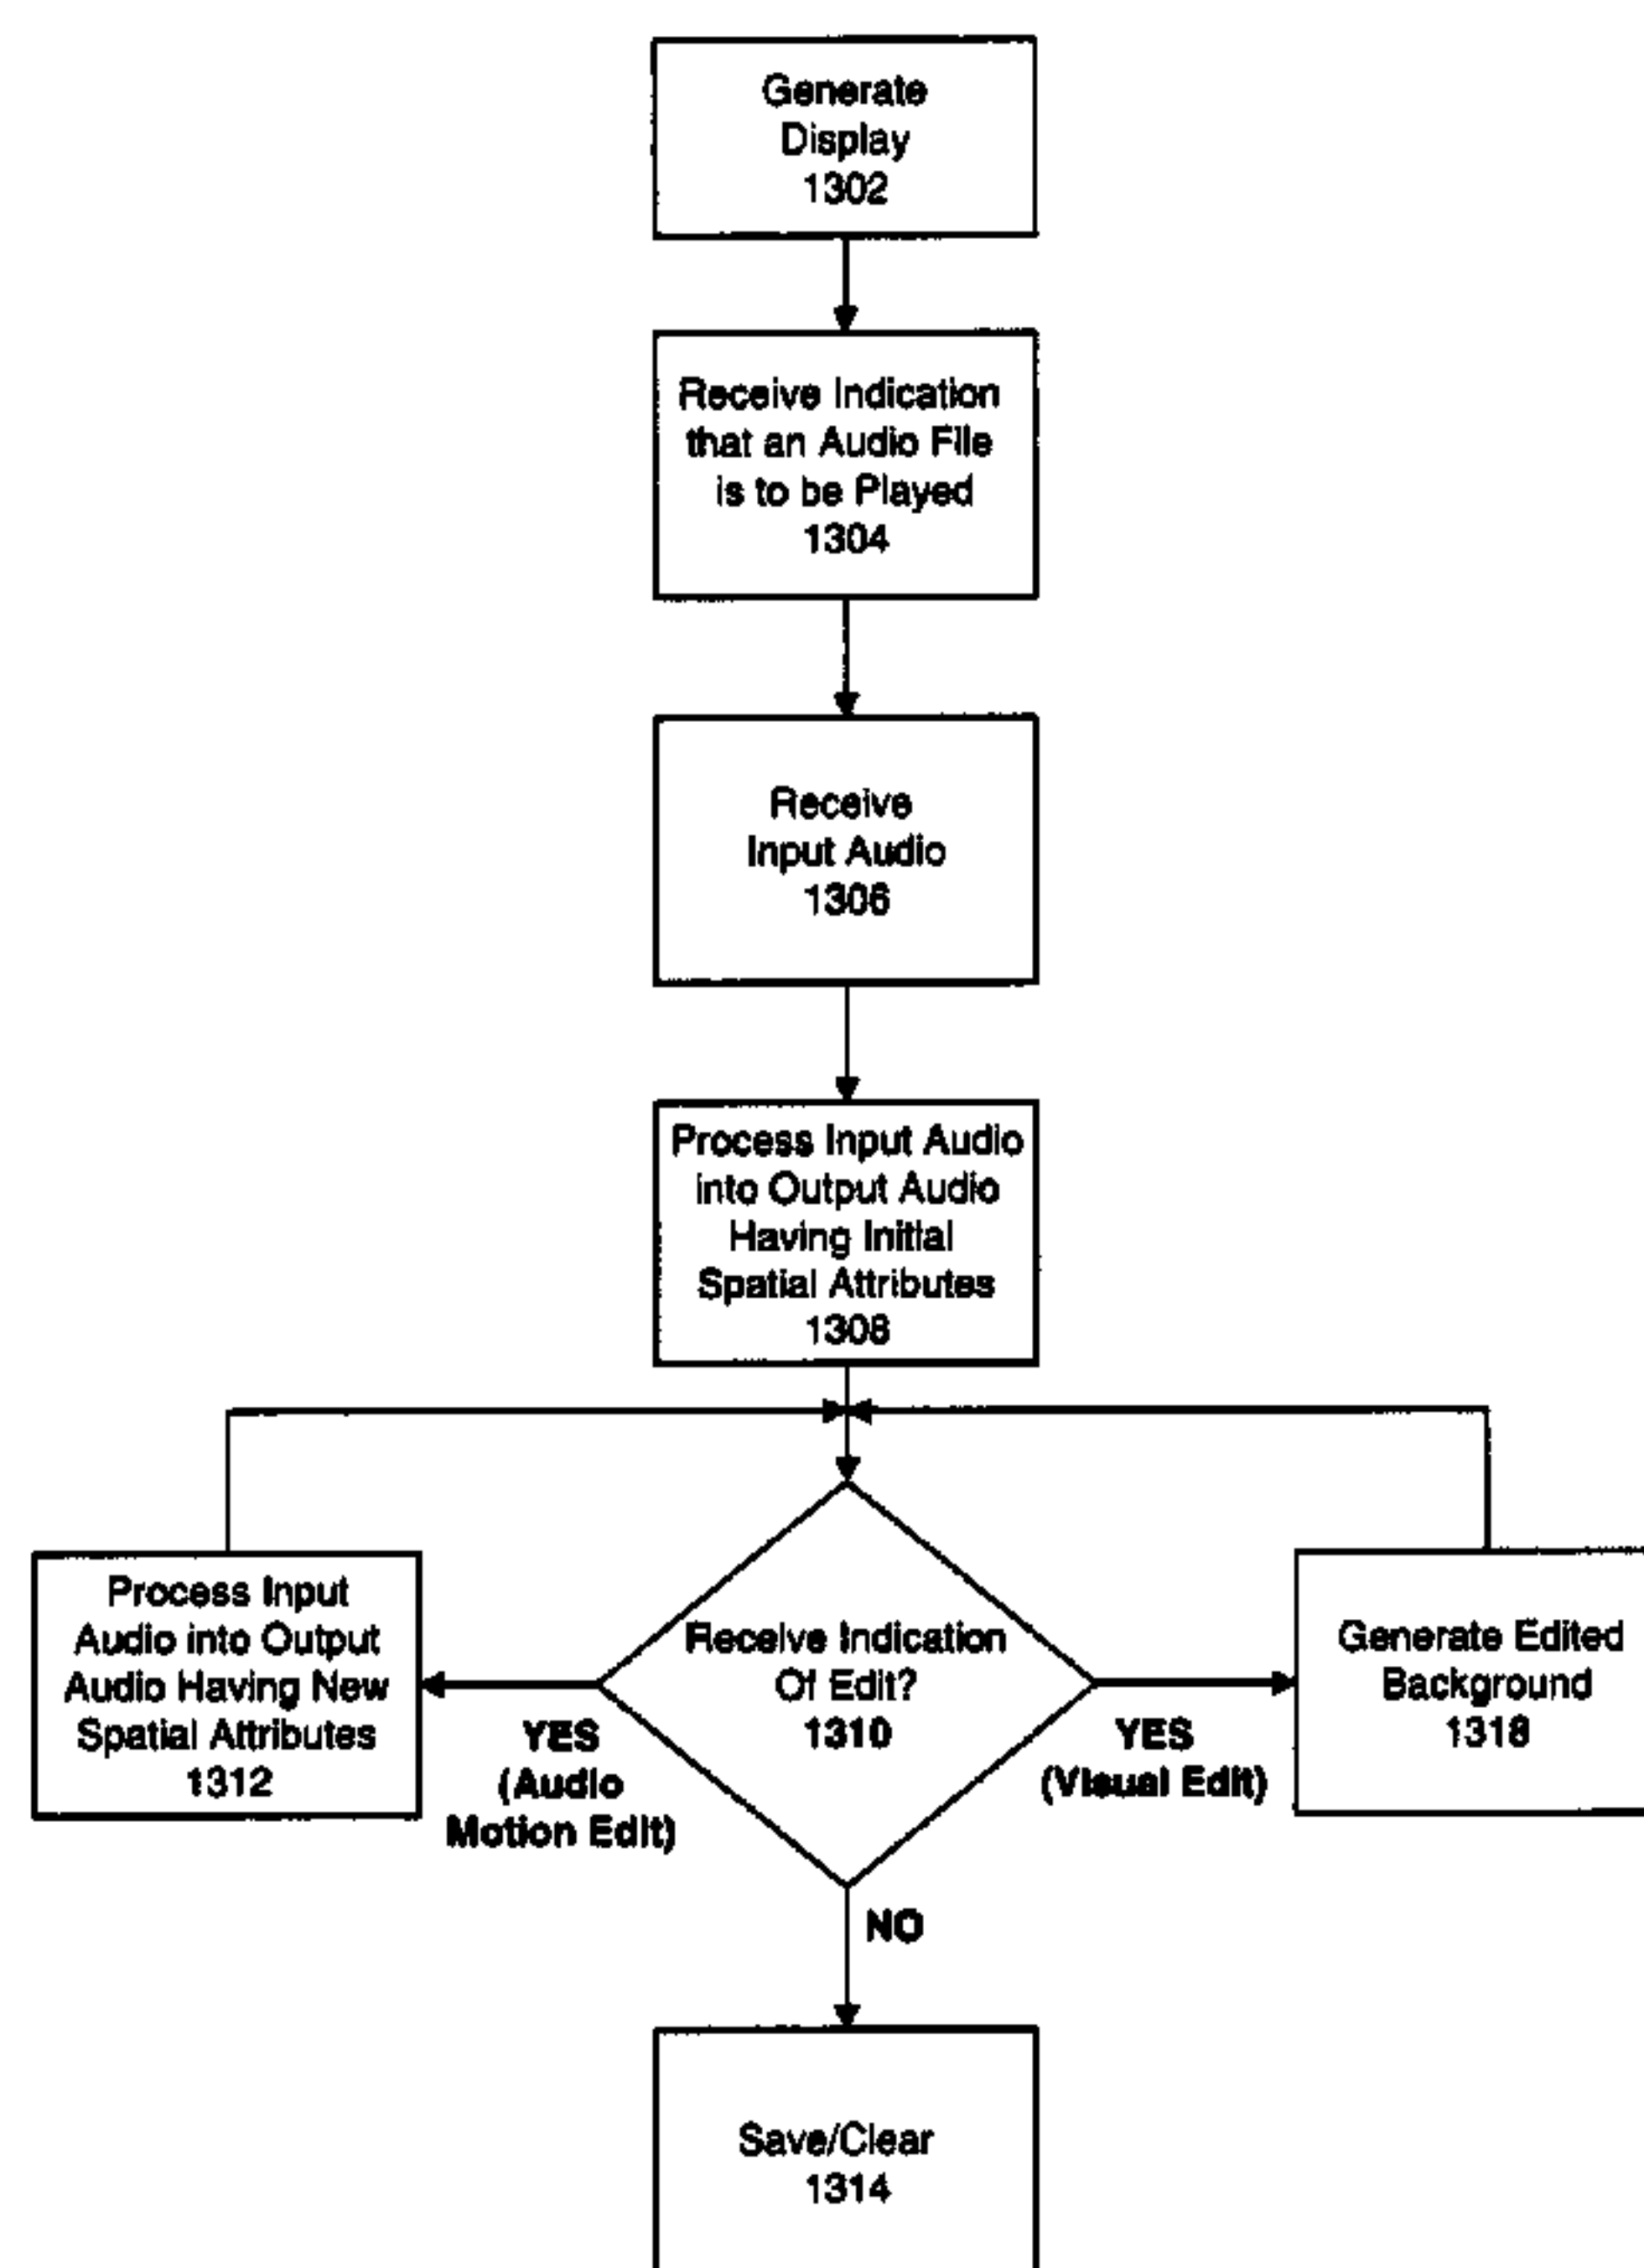 Generate
Display
1302
Receive Indication
that an Audio File
is to be Played
1304
Receive
Input Audio
1306
Process Input Audio
into Output Audio
Having Initial
Spatial Attributes
1308
Process Input
Audio into Output
Audio Having New
Spatial Attributes
1312
YES
(Audio
Motion Edit)
Receive Indication
Of Edit?
1310
YES
(Visual Edit)
Generate Edited
Background
1318
NO
Save/Clear
1314